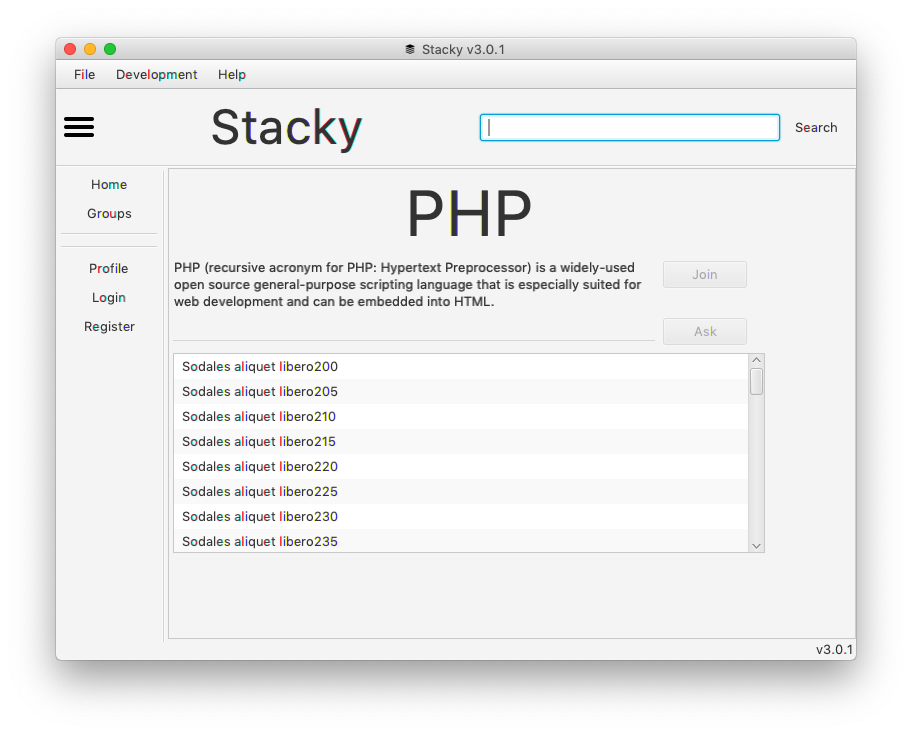 Stacky v3.0.1
File Development Help
Stacky
Search
Home
Groups
Profile
Login
Register
PHP
PHP (recursive acronym for PHP: Hypertext Preprocessor) is a widely-used
open source general-purpose scripting language that is especially suited for
web development and can be embedded into HTML.
Join
Ask
Sodales aliquet libero200
Sodales aliquet libero205
Sodales aliquet libero210
Sodales aliquet libero215
Sodales aliquet libero220
Sodales aliquet libero225
Sodales aliquet libero230
Sodales aliquet libero235
v3.0.1